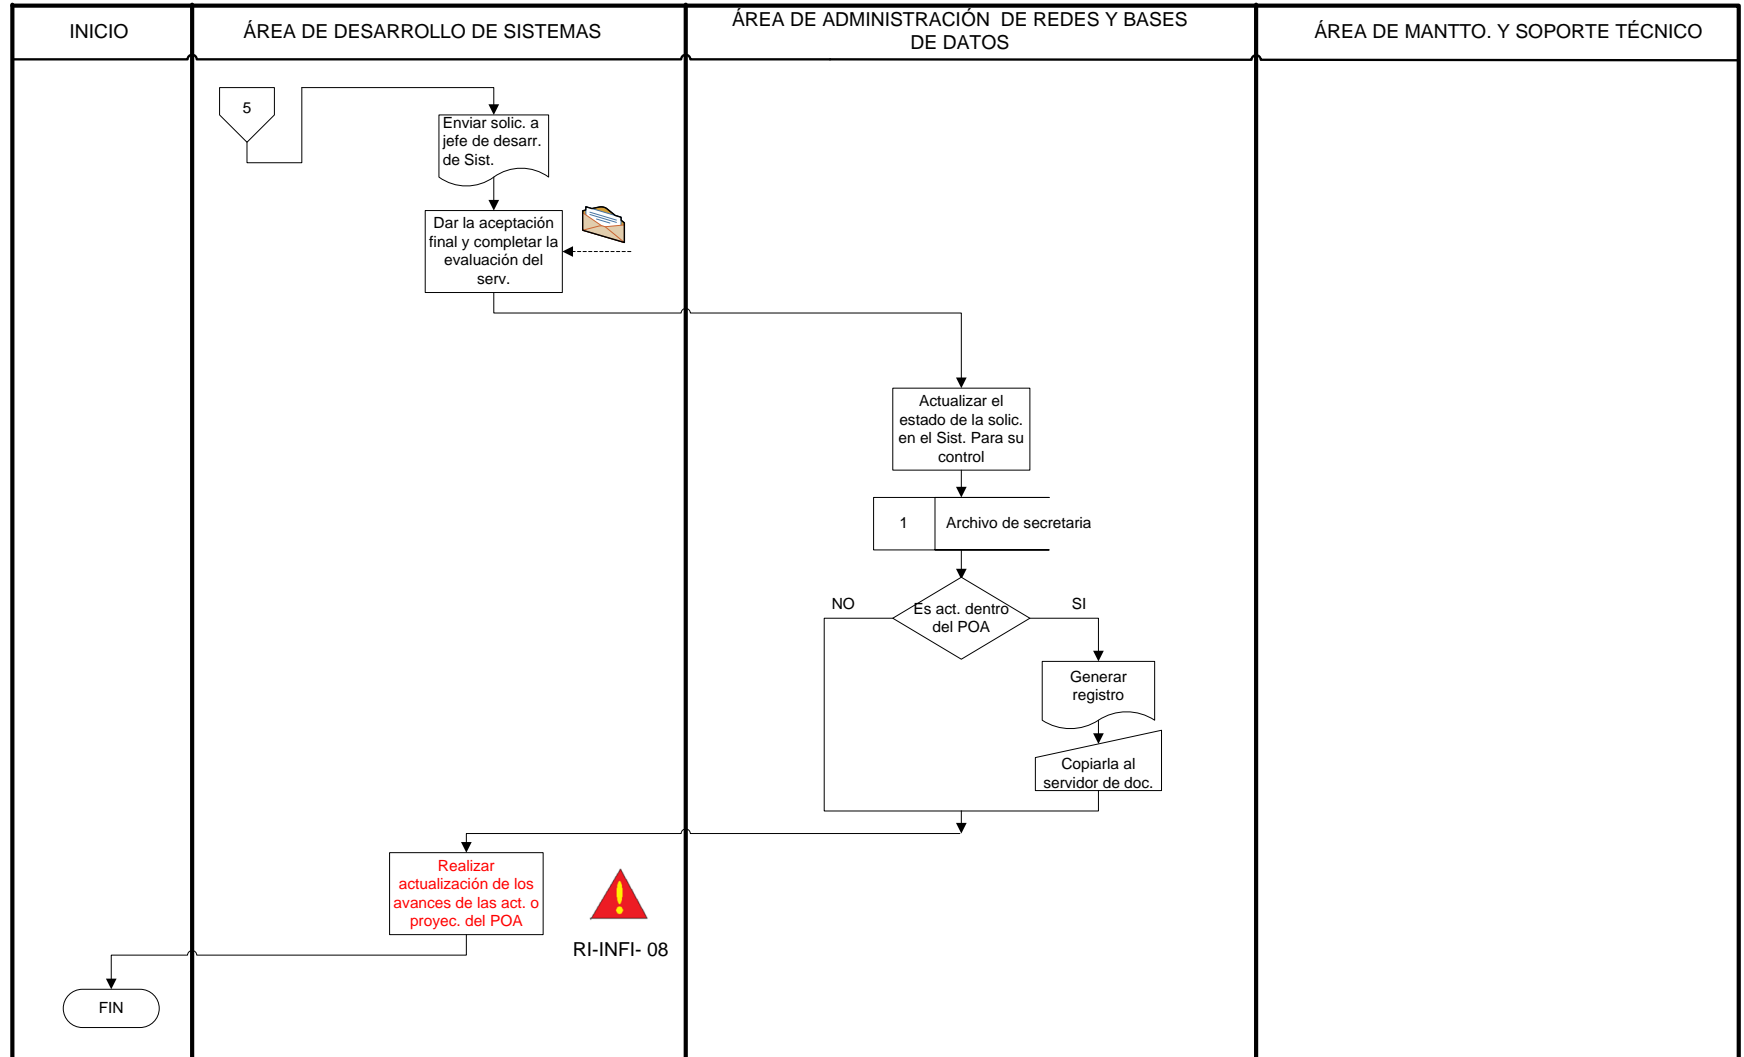 INICIO
ÁREA DE DESARROLLO DE SISTEMAS
ÁREA DE ADMINISTRACIÓN  DE REDES Y BASES
DE DATOS
ÁREA DE MANTTO. Y SOPORTE TÉCNICO
5
Enviar solic. a
jefe de desarr.
de Sist.
Dar la aceptación
final y completar la
evaluación del
serv.
Actualizar el
estado de la solic.
en el Sist. Para su
control
1
Archivo de secretaria
NO
Es act. dentro
del POA
SI
Generar
registro
Copiarla al
servidor de doc.
Realizar
actualización de los
avances de las act. o
proyec. del POA
RI-INFI- 08
FIN